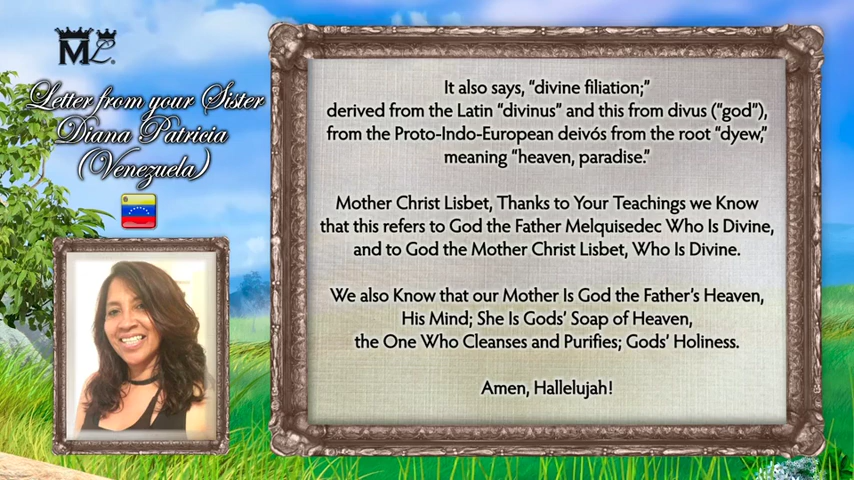 ML®
Letter from your Sister
Diana Patricia
(Venezuela)
It also says, “divine filiation;”
derived from the Latin “divinus” and this from divus (“god”),
from the Proto-Indo-European deivós from the root “dyew,”
meaning “heaven, paradise.”
Mother Christ Lisbet, Thanks to Your Teachings we Know
that this refers to God the Father Melquisedec Who Is Divine,
and to God the Mother Christ Lisbet, Who Is Divine.
We also Know that our Mother Is God the Father’s Heaven,
His Mind; She Is Gods’ Soap of Heaven,
the One Who Cleanses and Purifies; Gods’ Holiness.
Amen, Hallelujah!